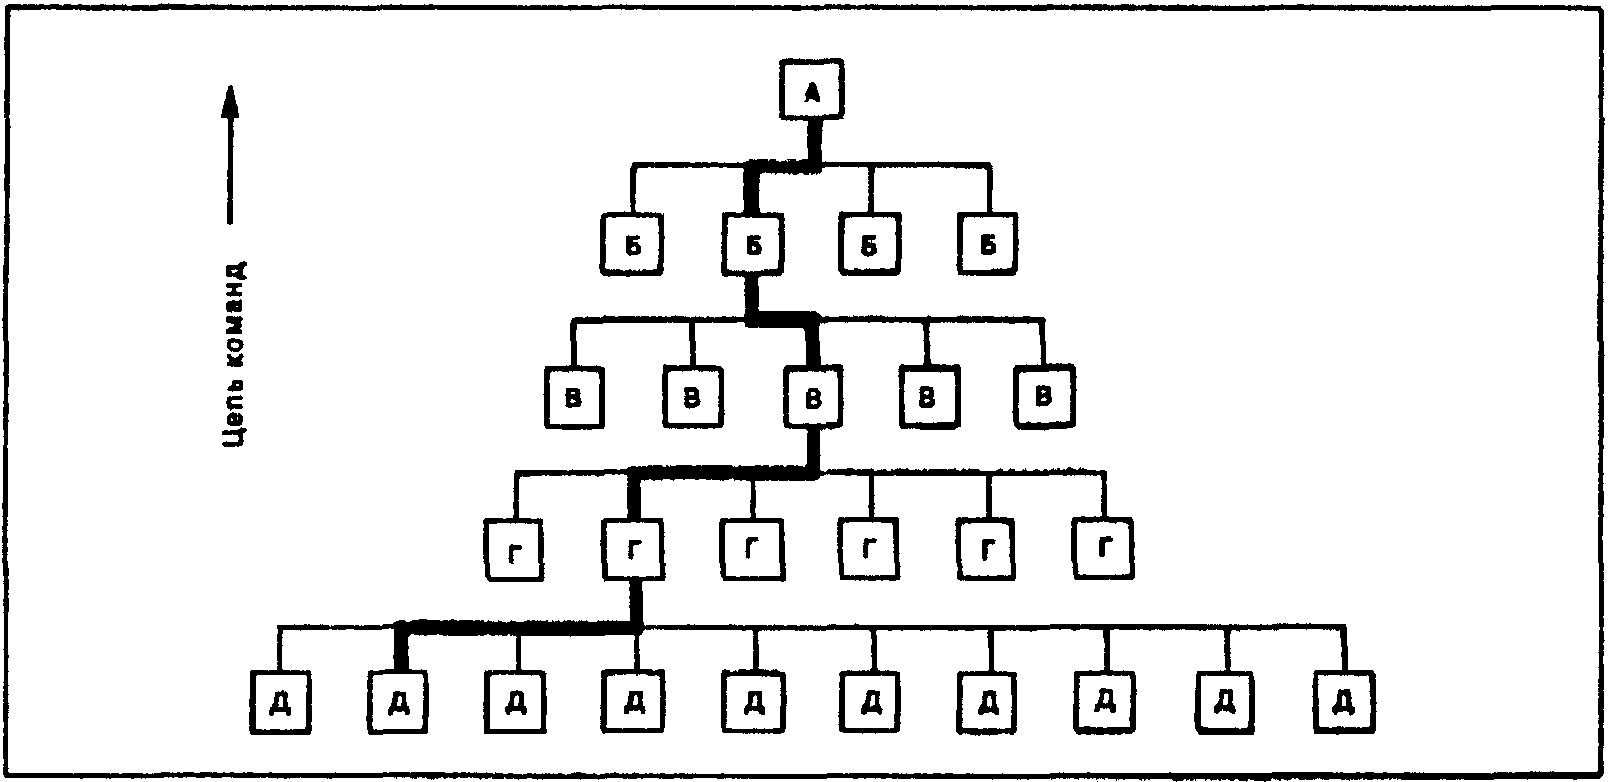 А
Б Б Б Б
Цепь команд
В В В В В
Г Г Г Г Г Г
Д Д Д Д Д Д Д Д Д Д